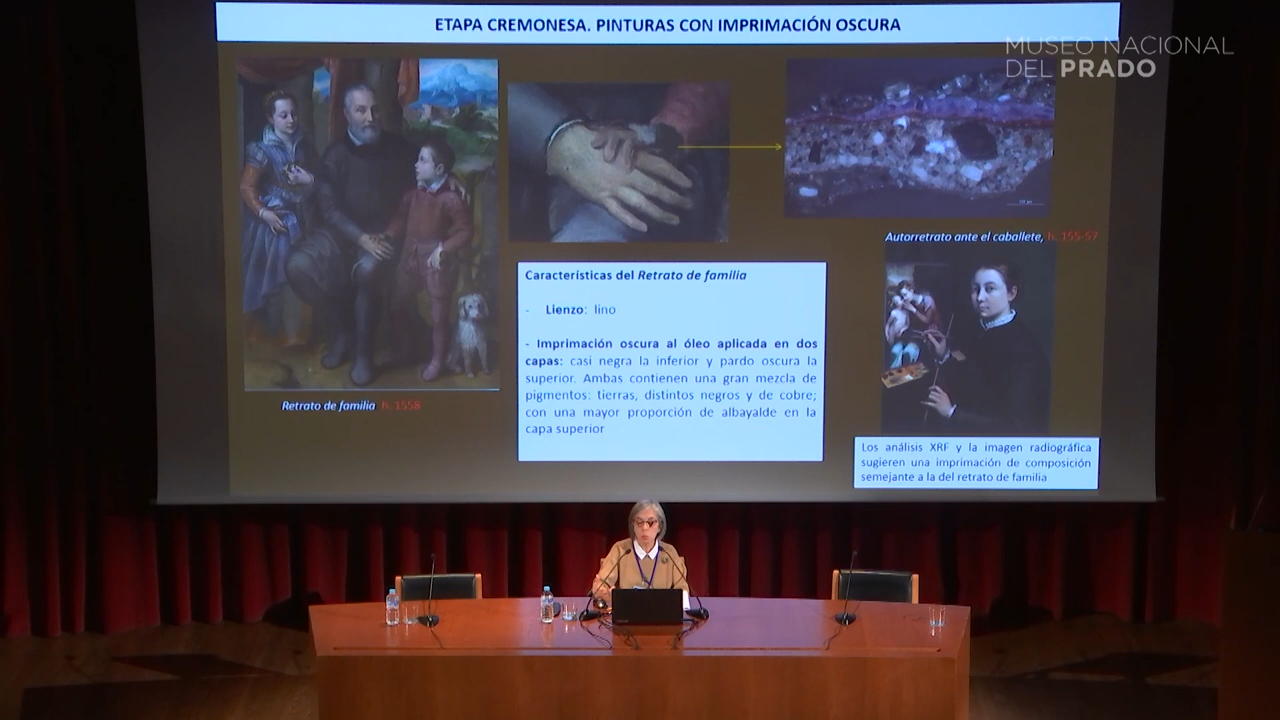 ETAPA CREMONESA. PINTURAS CON IMPRIMACIÓN OSCURA
MUSEO NACIONAL
DEL PRADO
Autorretrato ante el caballete, h. 155-57
Características del Retrato de familia
- Lienzo: lino
- Imprimación oscura al óleo aplicada en dos
capas: casi negra la inferior y pardo oscura la
superior. Ambas contienen una gran mezcla de
pigmentos: tierras, distintos negros y de cobre;
con una mayor proporción de albayalde en la
capa superior
Retrato de familia h. 1558
Los análisis XRF y la imagen radiográfica
sugieren una imprimación de composición
semejante a la del retrato de familia